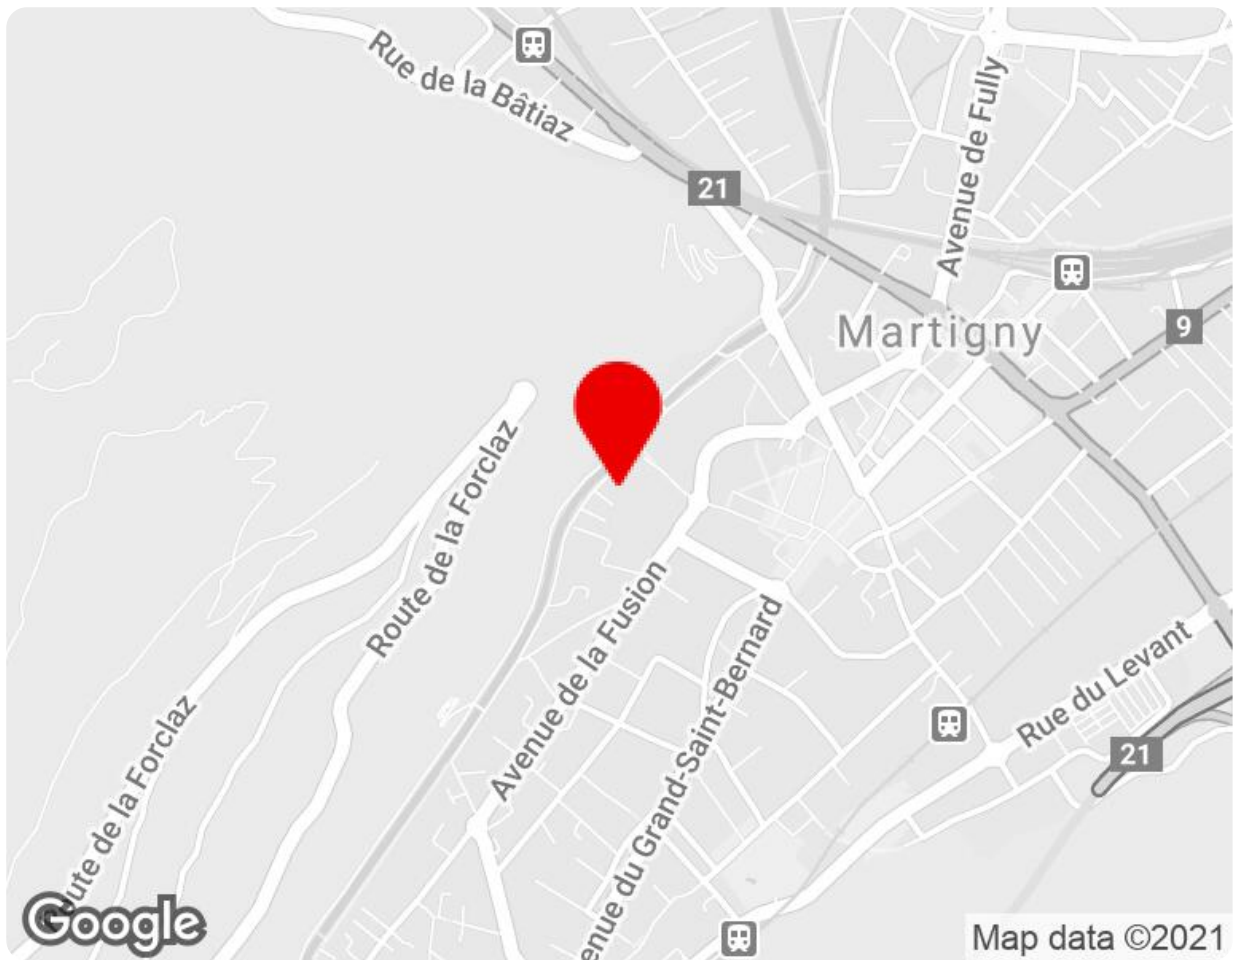 Rue de la Bâtiaz
21
Avenue de Fully
9
Martigny
Route de la Forclaz
Avenue de la Fusion
Rue du Levant
21
Route de la Forclaz
enue du Grand-Saint-Bernard
Google
Map data ©2021